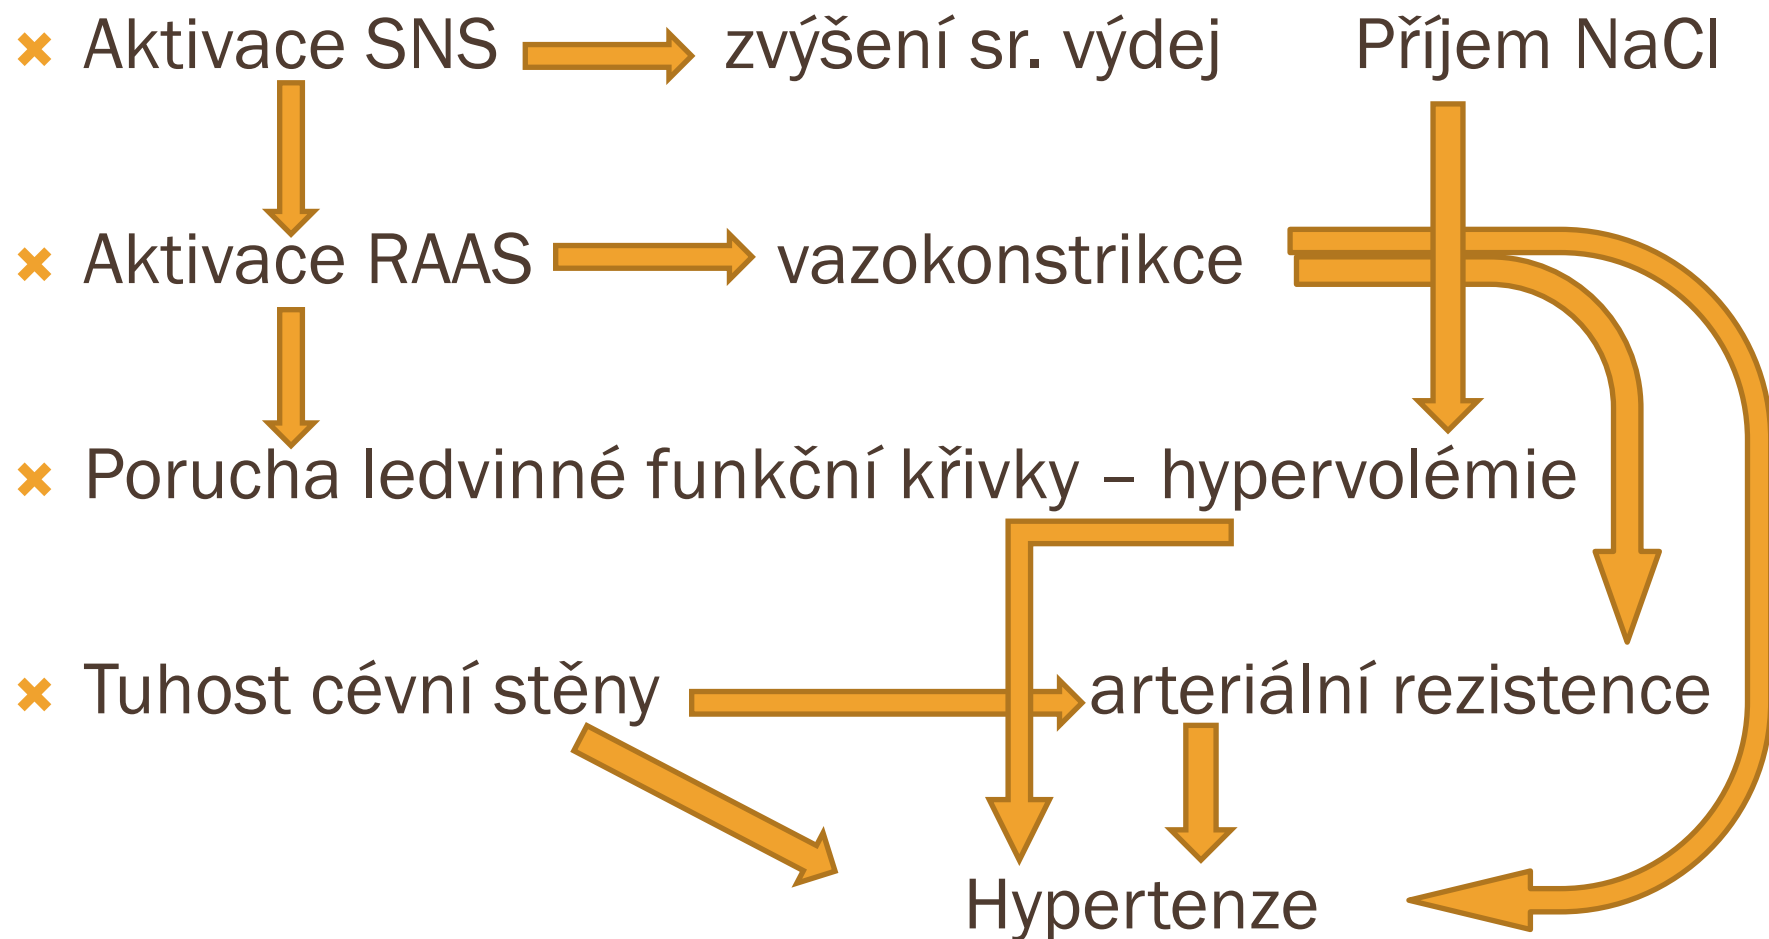 Aktivace SNS zvýšení sr. výdej Příjem NaCl
Aktivace RAAS vazokonstrikce
Porucha ledvinné funkční křivky – hypervolémie
Tuhost cévní stěny arteriální rezistence
Hypertenze